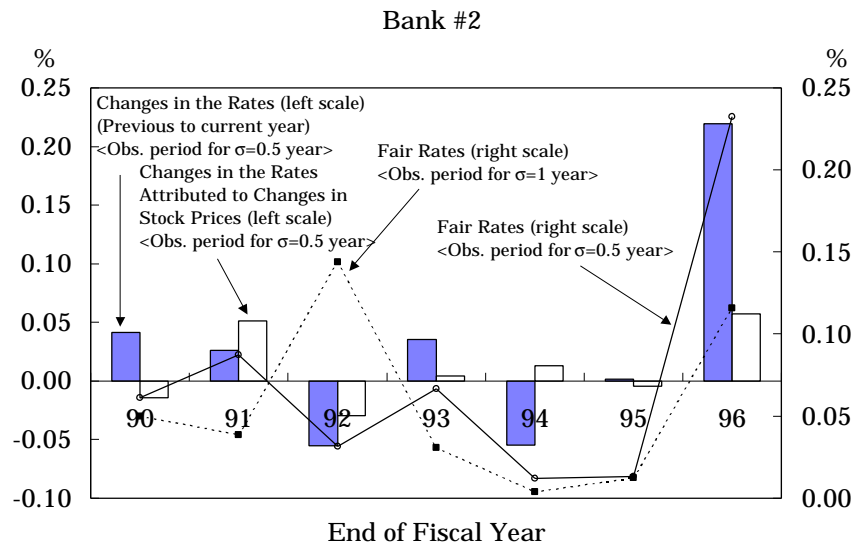 Bank #2
%
%
0.25
0.20
0.15
0.10
0.05
0.00
-0.05
-0.10
Changes in the Rates (left scale)
(Previous to current year)
<Obs. period for σ=0.5 year>
Changes in the Rates
Attributed to Changes in
Stock Prices (left scale)
<Obs. period for σ=0.5 year>
Fair Rates (right scale)
<Obs. period for σ=1 year>
Fair Rates (right scale)
<Obs. period for σ=0.5 year>
90 91 92 93 94 95 96
0.25
0.20
0.15
0.10
0.05
0.00
End of Fiscal Year